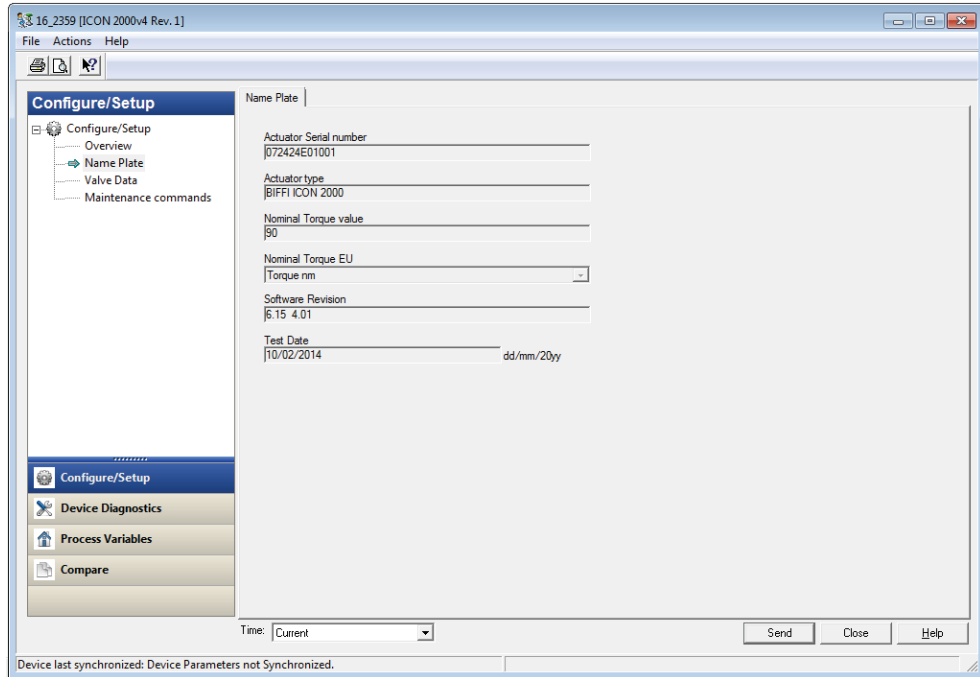 16_2359 [ICON 2000v4 Rev. 1]
File Actions Help
Configure/Setup
Configure/Setup
Overview
Name Plate
Valve Data
Maintenance commands
Configure/Setup
Device Diagnostics
Process Variables
Compare
Name Plate
Actuator Serial number
072424E01001
Actuator type
BIFFI ICON 2000
Nominal Torque value
90
Nominal Torque EU
Torque nm
Software Revision
6.15 4.01
Test Date
10/02/2014 dd/mm/20yy
Time: Current Send Close Help
Device last synchronized: Device Parameters not Synchronized.